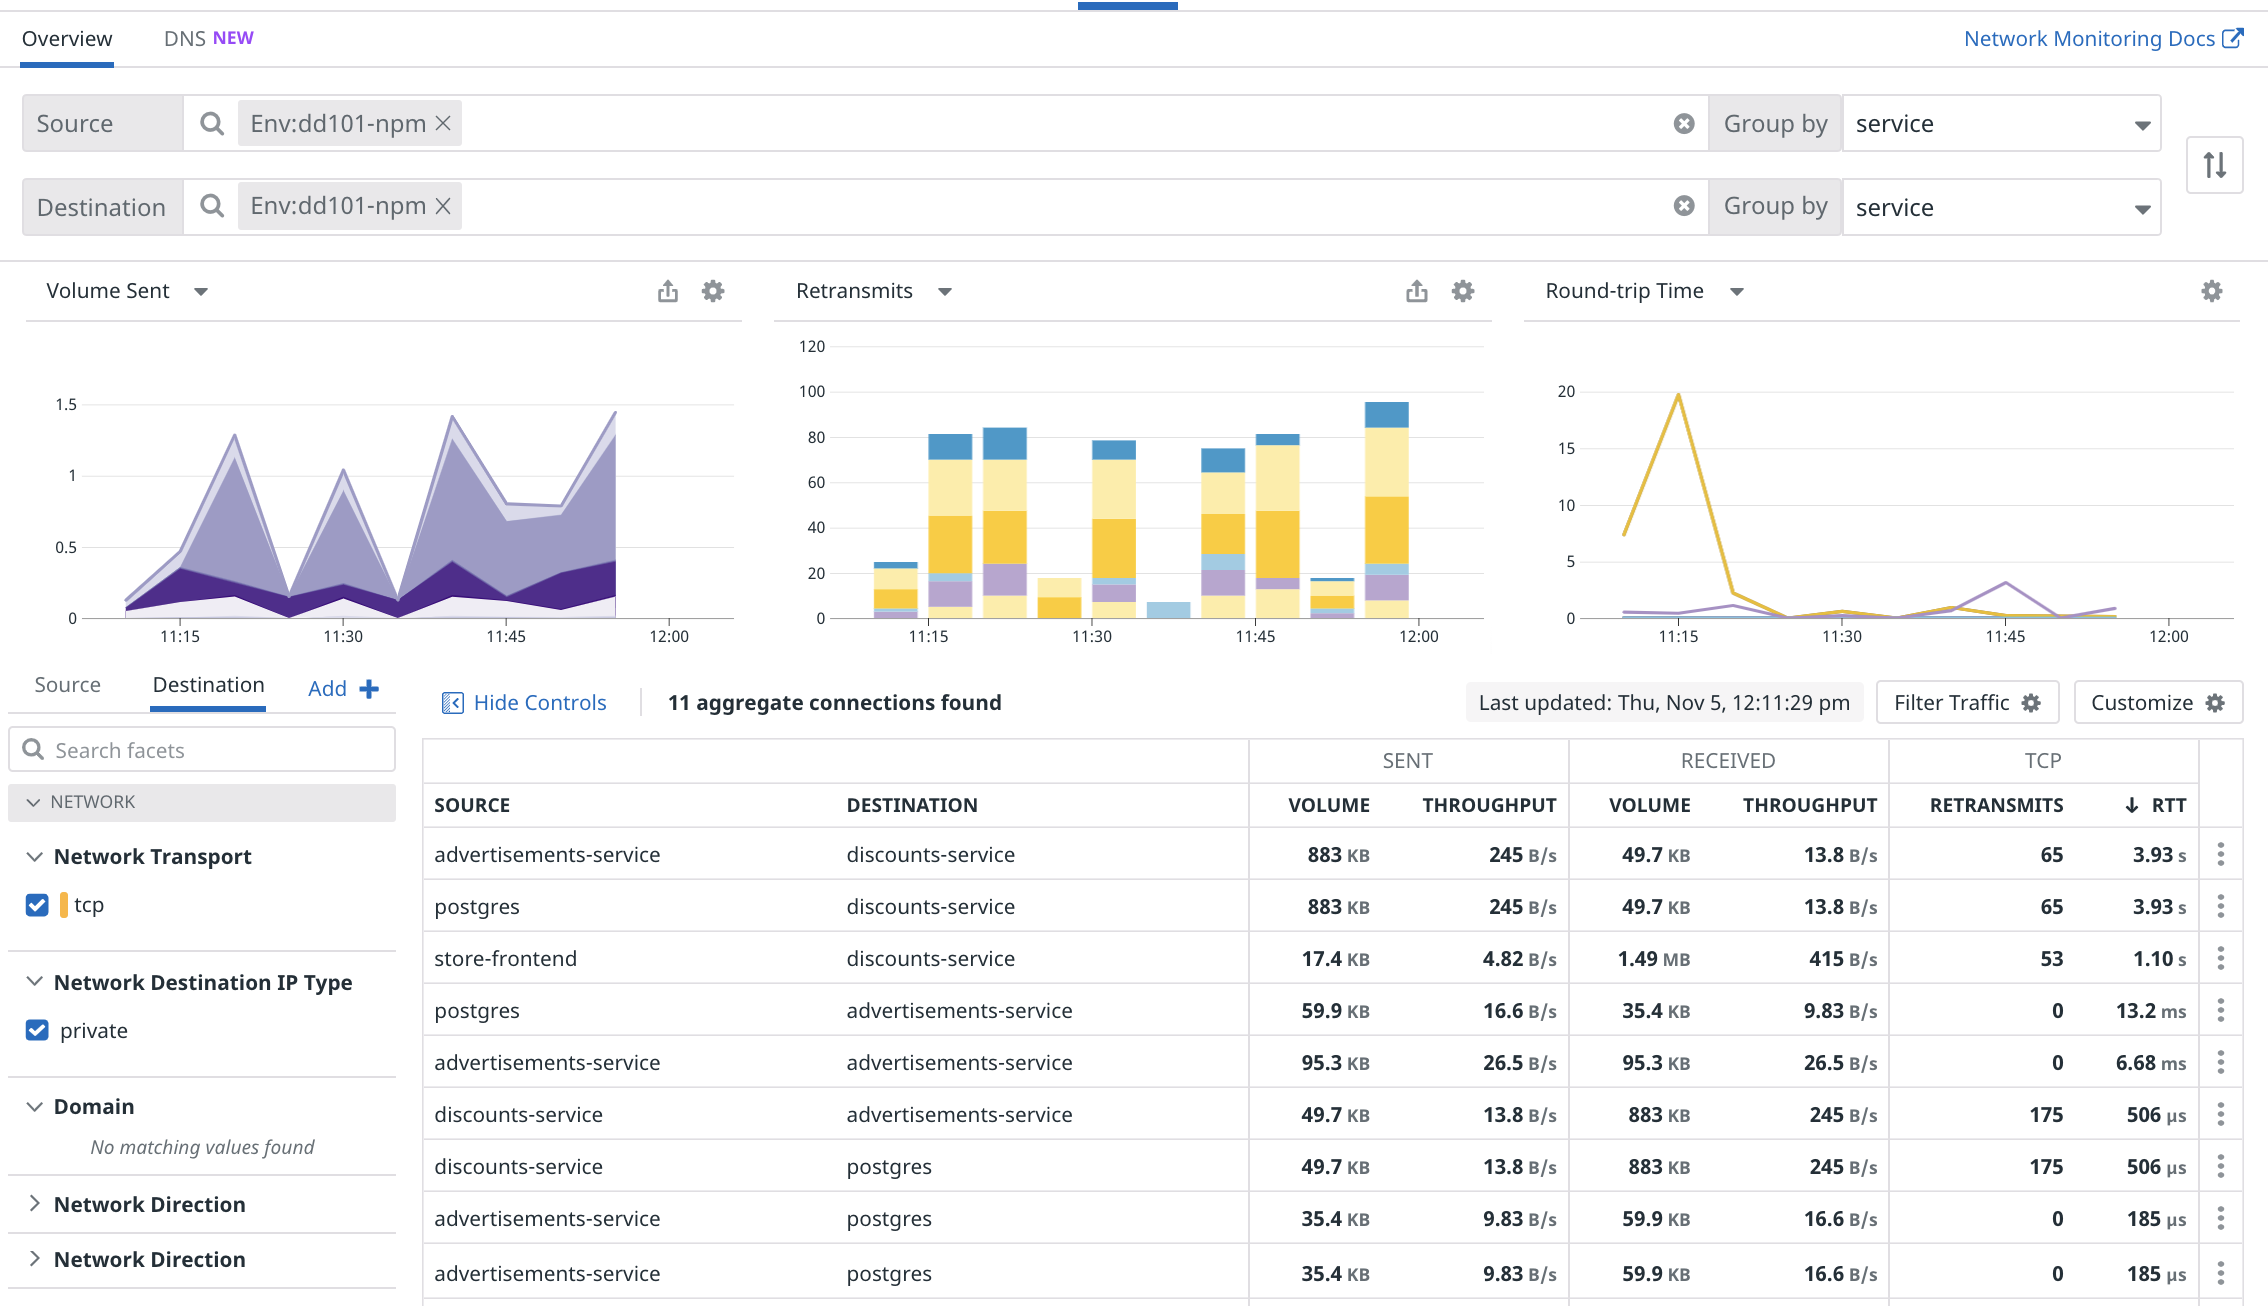 Overview DNS NEW Network Monitoring Docs
Source Env:dd101-npm Group by service
Destination Env:dd101-npm Group by service
Volume Sent
1.5
1
0.5
0
11:15 11:30 11:45 12:00
Retransmits
120
100
80
60
40
20
0
11:15 11:30 11:45 12:00
Round-trip Time
20
15
10
5
0
11:15 11:30 11:45 12:00
Source Destination Add
Search facets
NETWORK
Network Transport
tcp
Network Destination IP Type
private
Domain
No matching values found
Network Direction
Network Direction
Hide Controls 11 aggregate connections found Last updated: Thu, Nov 5, 12:11:29 pm Filter Traffic Customize
SENT RECEIVED TCP
SOURCE DESTINATION VOLUME THROUGHPUT VOLUME THROUGHPUT RETRANSMITS ↓ RTT
advertisements-service discounts-service 883 KB 245 B/s 49.7 KB 13.8 B/s 65 3.93 s
postgres discounts-service 883 KB 245 B/s 49.7 KB 13.8 B/s 65 3.93 s
store-frontend discounts-service 17.4 KB 4.82 B/s 1.49 MB 415 B/s 53 1.10 s
postgres advertisements-service 59.9 KB 16.6 B/s 35.4 KB 9.83 B/s 0 13.2 ms
advertisements-service advertisements-service 95.3 KB 26.5 B/s 95.3 KB 26.5 B/s 0 6.68 ms
discounts-service advertisements-service 49.7 KB 13.8 B/s 883 KB 245 B/s 175 506 µs
discounts-service postgres 49.7 KB 13.8 B/s 883 KB 245 B/s 175 506 µs
advertisements-service postgres 35.4 KB 9.83 B/s 59.9 KB 16.6 B/s 0 185 µs
advertisements-service postgres 35.4 KB 9.83 B/s 59.9 KB 16.6 B/s 0 185 µs